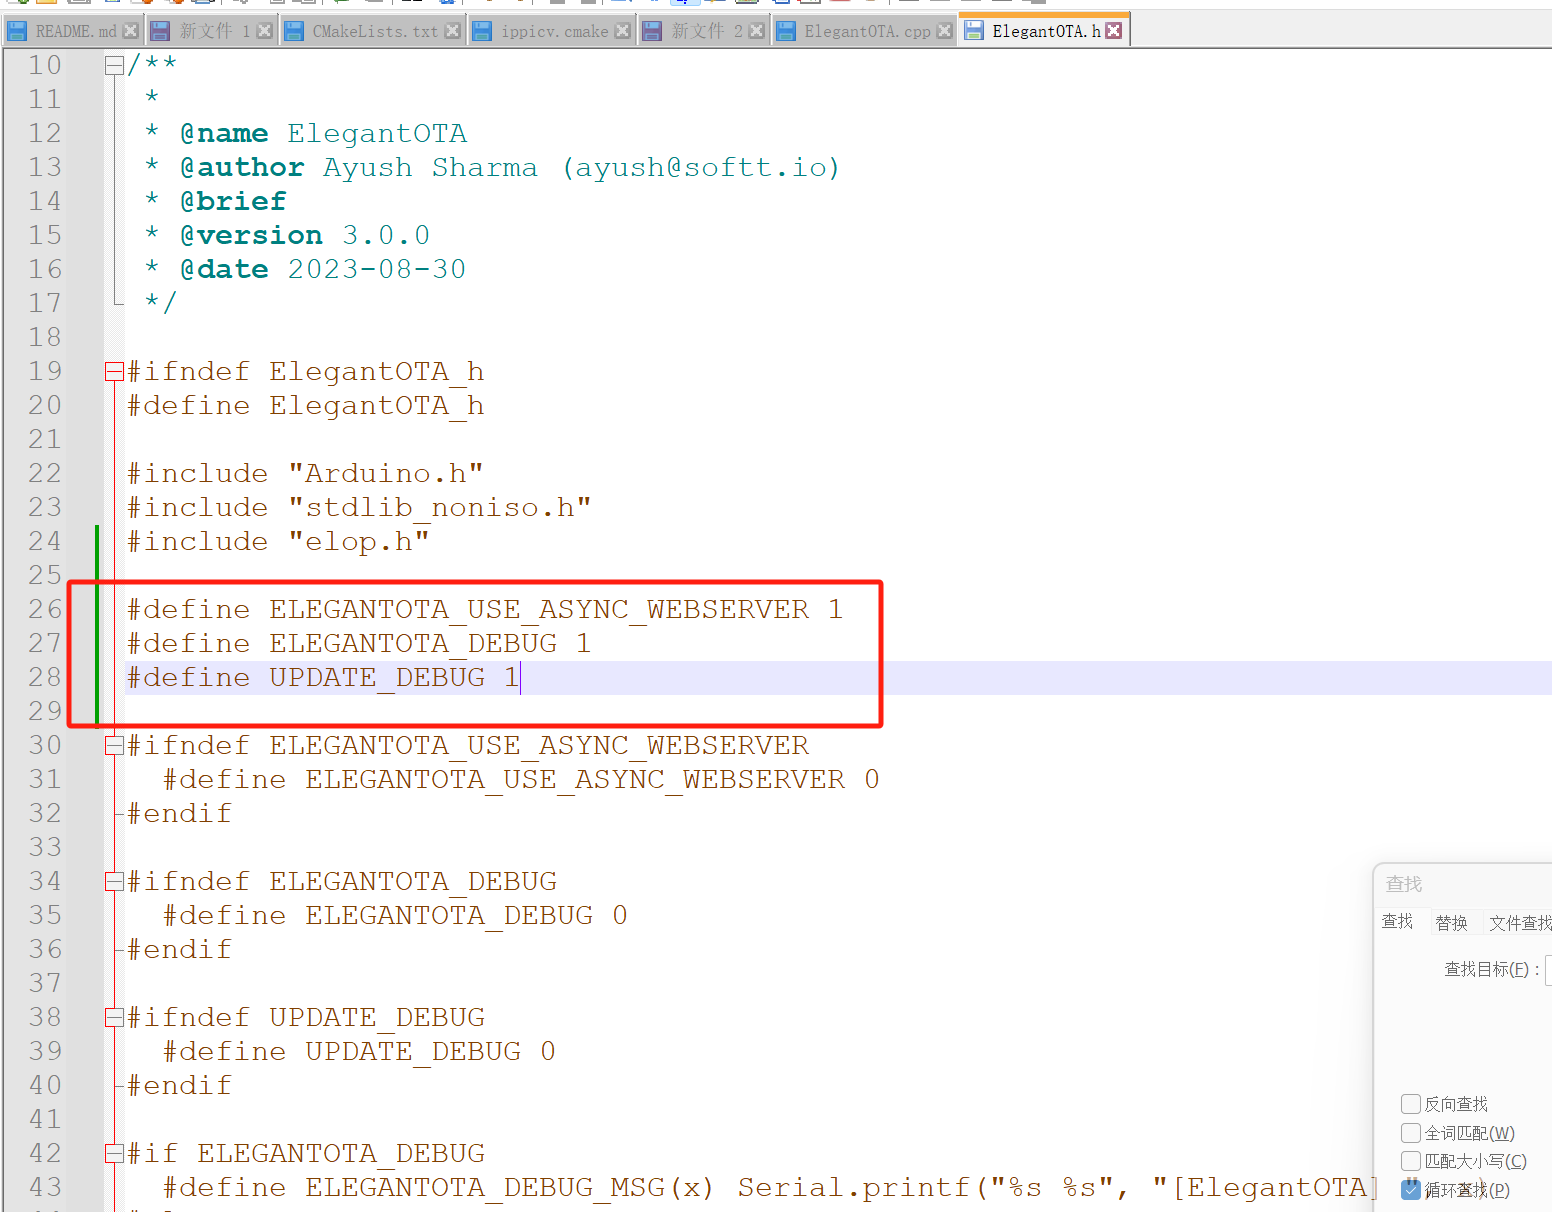 README.md 新文件 1 CMakeLists.txt ippicv.cmake 新文件 2 ElegantOTA.cpp ElegantOTA.h
10 /**
11 *
12 * @name ElegantOTA
13 * @author Ayush Sharma (ayush@softt.io)
14 * @brief
15 * @version 3.0.0
16 * @date 2023-08-30
17 */
18
19 #ifndef ElegantOTA_h
20 #define ElegantOTA_h
21
22 #include "Arduino.h"
23 #include "stdlib_noniso.h"
24 #include "elop.h"
25
26 #define ELEGANTOTA_USE_ASYNC_WEBSERVER 1
27 #define ELEGANTOTA_DEBUG 1
28 #define UPDATE_DEBUG 1
29
30 #ifndef ELEGANTOTA_USE_ASYNC_WEBSERVER
31 #define ELEGANTOTA_USE_ASYNC_WEBSERVER 0
32 #endif
33
34 #ifndef ELEGANTOTA_DEBUG
35 #define ELEGANTOTA_DEBUG 0
36 #endif
37
38 #ifndef UPDATE_DEBUG
39 #define UPDATE_DEBUG 0
40 #endif
41
42 #if ELEGANTOTA_DEBUG
43 #define ELEGANTOTA_DEBUG_MSG(x) Serial.printf("%s %s", "[ElegantOTA]
查找
查找 替换 文件查找
查找目标(F) :
反向查找
全词匹配(W)
匹配大小写(C)
循环查找(P)